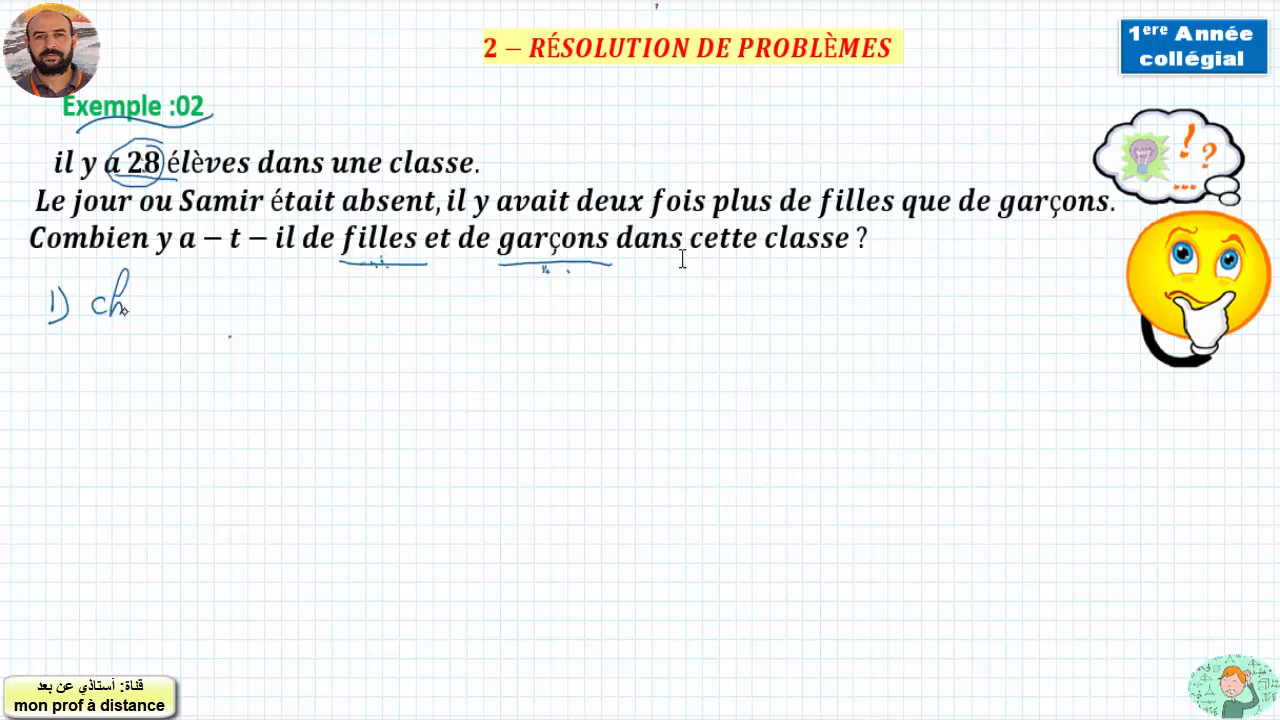 2 – RÉSOLUTION DE PROBLÈMES
1ere Année
collégial
Exemple :02
il y a 28 élèves dans une classe.
Le jour ou Samir était absent, il y avait deux fois plus de filles que de garçons.
Combien y a – t – il de filles et de garçons dans cette classe ?
1) ch
! ?
...
قناة: أستاذي عن بعد
mon prof à distance